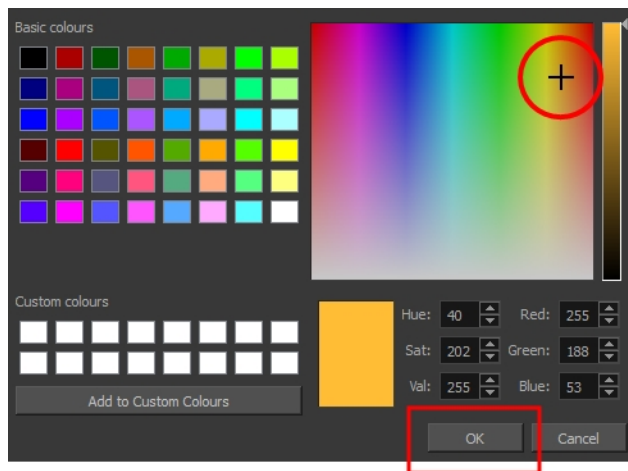 Basic colours
Custom colours
Add to Custom Colours
Hue: 40 Red: 255
Sat: 202 Green: 188
Val: 255 Blue: 53
OK Cancel